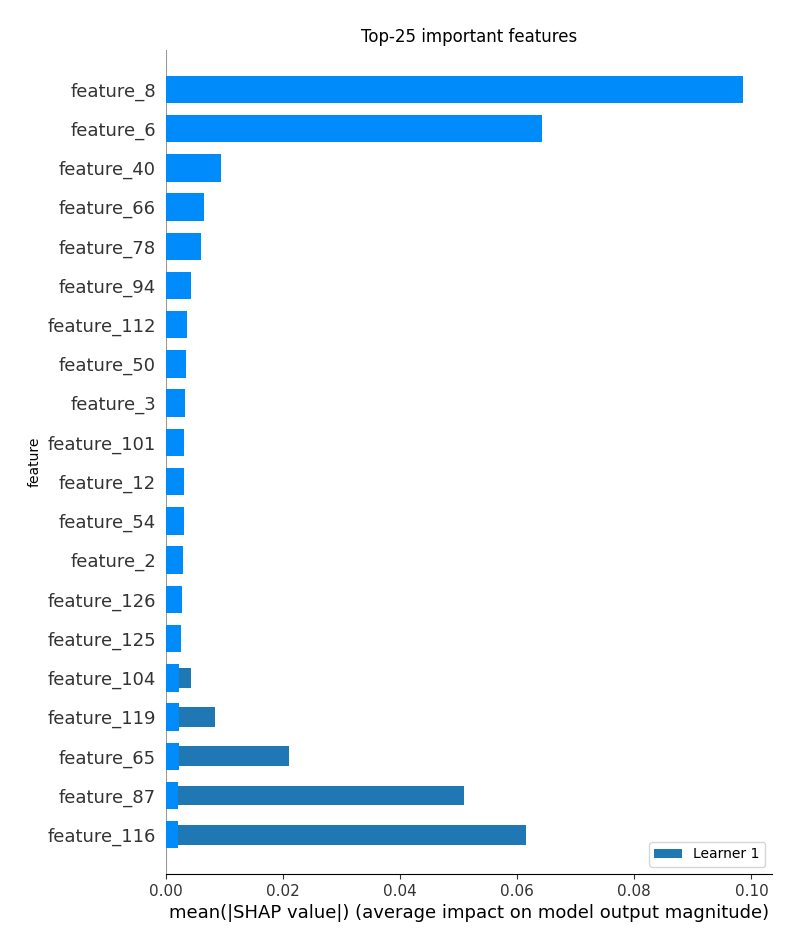 Top-25 important features
feature_8
feature_6
feature_40
feature_66
feature_78
feature_94
feature_112
feature_50
feature_3
feature_101
feature_12
feature_54
feature_2
feature_126
feature_125
feature_104
feature_119
feature_65
feature_87
feature_116
feature
Learner 1
0.00 0.02 0.04 0.06 0.08 0.10
mean(|SHAP value|) (average impact on model output magnitude)